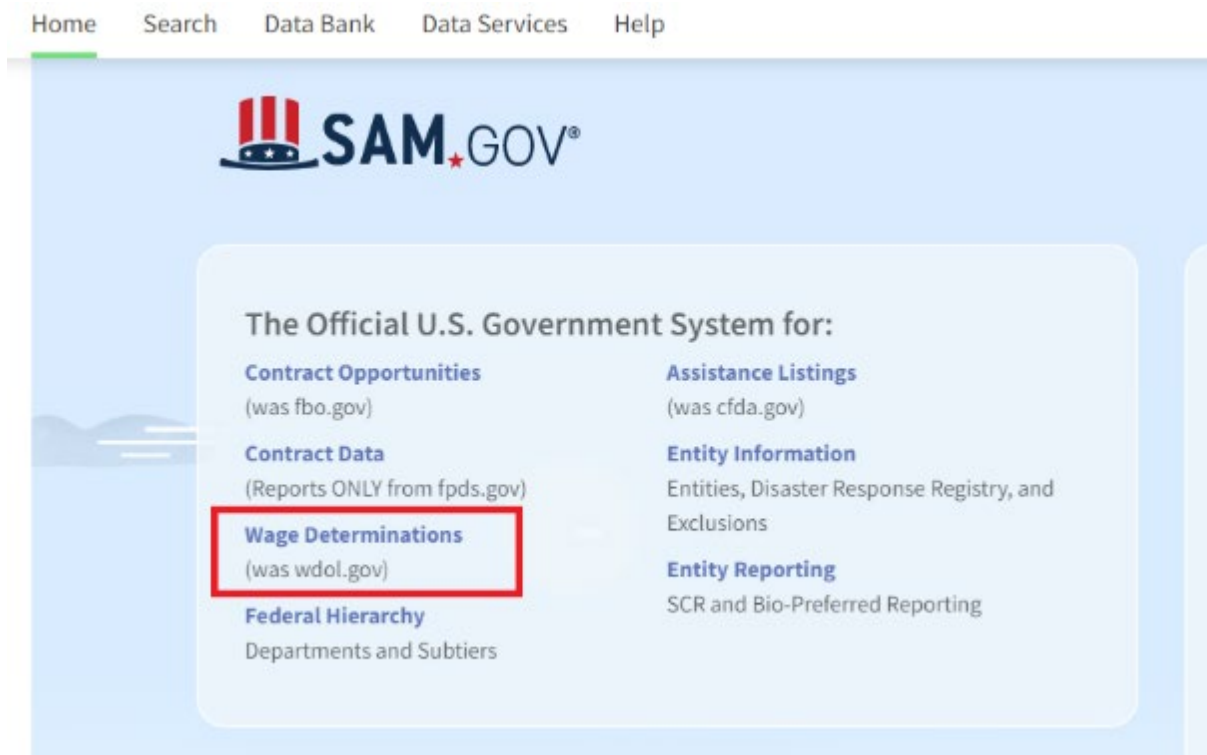 Home Search Data Bank Data Services Help
SAM.GOV®
The Official U.S. Government System for:
Contract Opportunities
(was fbo.gov)
Contract Data
(Reports ONLY from fpds.gov)
Wage Determinations
(was wdol.gov)
Federal Hierarchy
Departments and Subtiers
Assistance Listings
(was cfda.gov)
Entity Information
Entities, Disaster Response Registry, and
Exclusions
Entity Reporting
SCR and Bio-Preferred Reporting